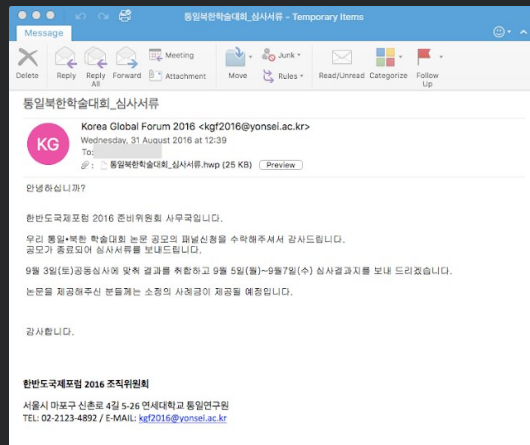 통일북한학술대회_심사서류 – Temporary Items
Message
Delete
Reply
Reply All
Forward
Meeting
Attachment
Move
Junk
Rules
Read/Unread
Categorize
Follow Up
통일북한학술대회_심사서류
KG
Korea Global Forum 2016 <kgf2016@yonsei.ac.kr>
Wednesday, 31 August 2016 at 12:39
To:
통일북한학술대회_심사서류.hwp (25 KB) Preview
안녕하십니까?
한반도국제포럼 2016 준비위원회 사무국입니다.
우리 통일•북한 학술대회 논문 공모의 패널신청을 수락해주셔서 감사드립니다.
공모가 종료되어 심사서류를 보내드립니다.
9월 3일(토)공동심사에 맞춰 결과를 취합하고 9월 5일(월)~9월7일(수) 심사결과지를 보내 드리겠습니다.
논문을 제공해주신 분들께는 소정의 사례금이 제공될 예정입니다.
감사합니다.
한반도국제포럼 2016 조직위원회
서울시 마포구 신촌로 4길 5-26 연세대학교 통일연구원
TEL: 02-2123-4892 / E-MAIL: kgf2016@yonsei.ac.kr